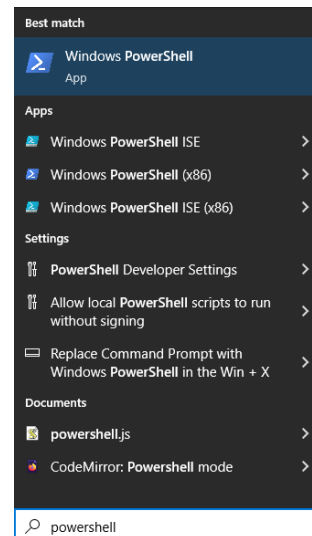 Best match
Windows PowerShell
App
Apps
Windows PowerShell ISE
Windows PowerShell (x86)
Windows PowerShell ISE (x86)
Settings
PowerShell Developer Settings
Allow local PowerShell scripts to run
without signing
Replace Command Prompt with
Windows PowerShell in the Win + X
Documents
powershell.js
CodeMirror: Powershell mode
powershell